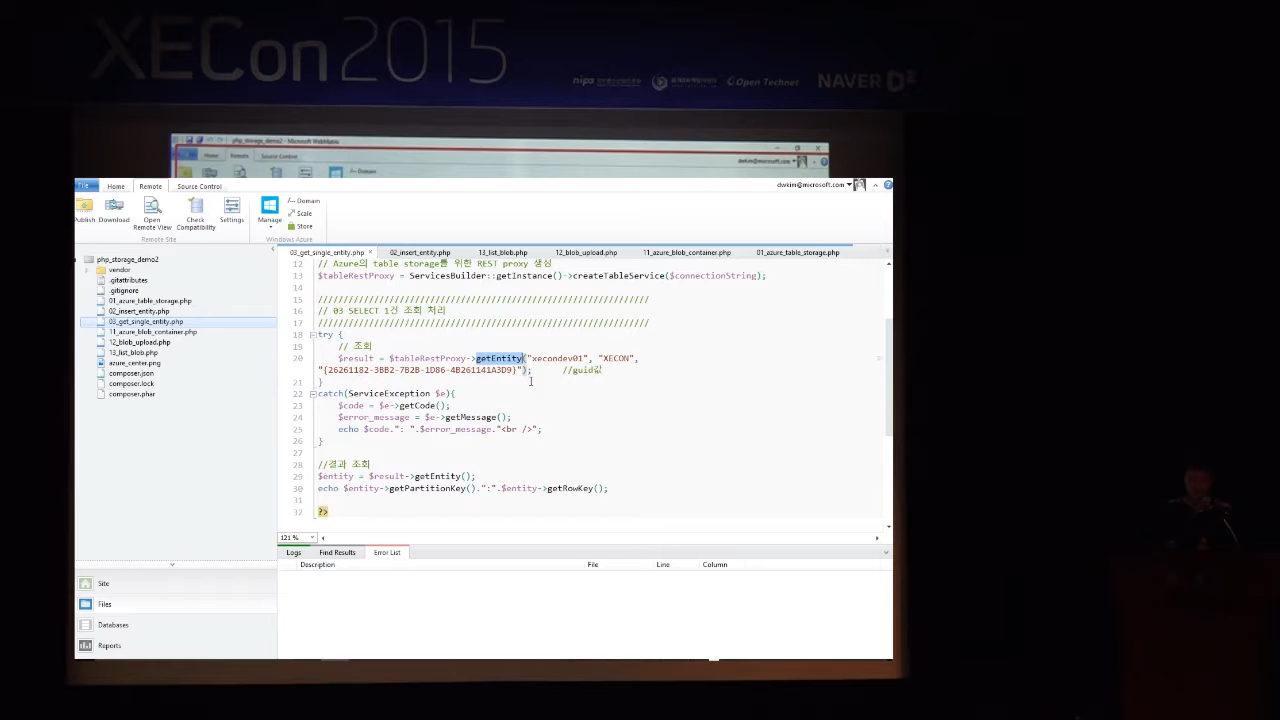 XECon2015
nipa
Open Technet
NAVER D2
php_storage_demo2 - Microsoft WebMatrix
Home Remote Source Control
dwkim@microsoft.com
Domain
File Home Remote Source Control
dwkim@microsoft.com
Publish Download Open Remote View Check Compatibility Settings Manage Domain Scale Store
Remote Site Windows Azure
03_get_single_entity.php × 02_insert_entity.php 13_list_blob.php 12_blob_upload.php 11_azure_blob_container.php 01_azure_table_storage.php
php_storage_demo2
vendor
.gitattributes
.gitignore
01_azure_table_storage.php
02_insert_entity.php
03_get_single_entity.php
11_azure_blob_container.php
12_blob_upload.php
13_list_blob.php
azure_center.png
composer.json
composer.lock
composer.phar
12 // Azure의 table storage를 위한 REST proxy 생성
13 $tableRestProxy = ServicesBuilder::getInstance()->createTableService($connectionString);
14
15 /////////////////////////////////////////////////////////////////
16 // 03 SELECT 1건 조회 처리
17 /////////////////////////////////////////////////////////////////
18 try {
19 // 조회
20 $result = $tableRestProxy->getEntity("xecondev01", "XECON",
"{26261182-3BB2-7B2B-1D86-4B261141A3D9}"); //guid값
21 }
22 catch(ServiceException $e){
23 $code = $e->getCode();
24 $error_message = $e->getMessage();
25 echo $code.": ".$error_message."<br />";
26 }
27
28 //결과 조회
29 $entity = $result->getEntity();
30 echo $entity->getPartitionKey().":".$entity->getRowKey();
31
32 ?>
121 %
Logs Find Results Error List
Description File Line Column
Site
Files
Databases
Reports